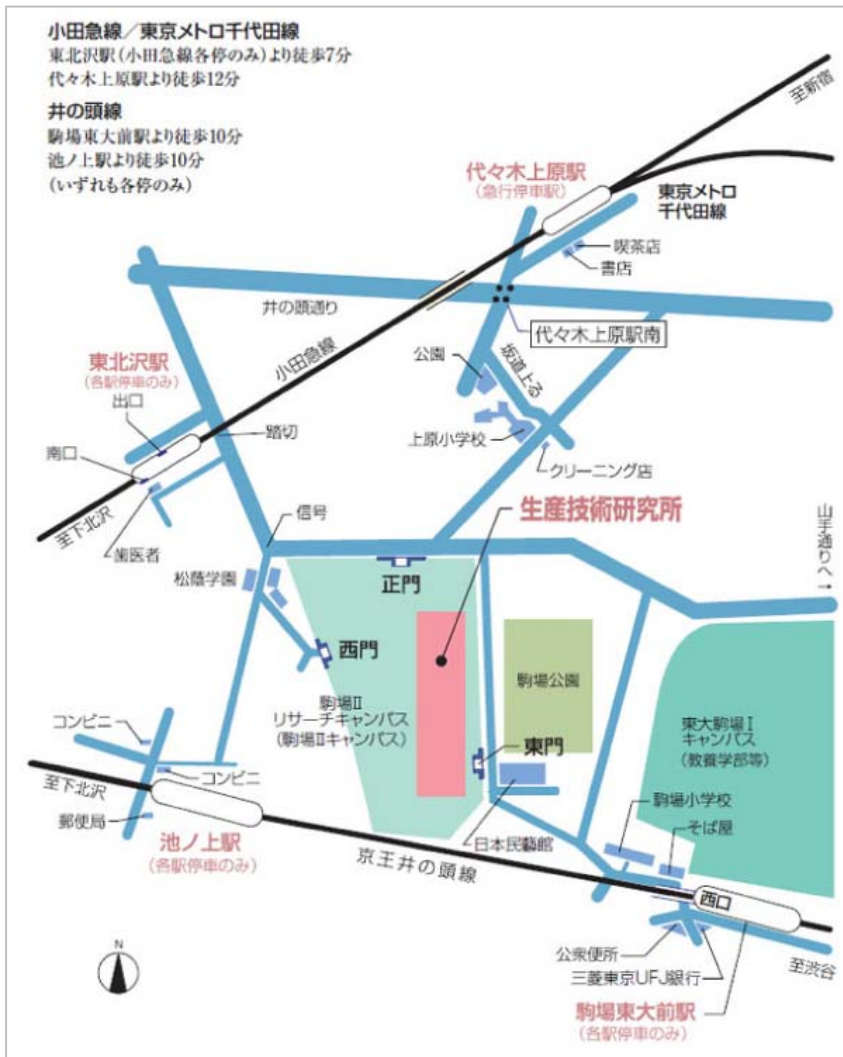 小田急線／東京メトロ千代田線
東北沢駅(小田急線各停のみ)より徒歩7分
代々木上原駅より徒歩12分
井の頭線
駒場東大前駅より徒歩10分
池ノ上駅より徒歩10分
(いずれも各停のみ)
至新宿
代々木上原駅
(急行停車駅)
東京メトロ
千代田線
喫茶店
書店
井の頭通り
代々木上原駅南
小田急線
公園
坂道上る
東北沢駅
(各駅停車のみ)
出口
踏切
南口
上原小学校
クリーニング店
至下北沢
歯医者
信号
生産技術研究所
山手通りへ→
松蔭学園
正門
西門
駒場公園
駒場Ⅱ
リサーチキャンパス
(駒場Ⅱキャンパス)
東大駒場Ⅰ
キャンパス
(教養学部等)
コンビニ
東門
コンビニ
至下北沢
駒場小学校
郵便局
日本民藝館
そば屋
池ノ上駅
(各駅停車のみ)
京王井の頭線
西口
N
公衆便所
三菱東京UFJ銀行
至渋谷
駒場東大前駅
(各駅停車のみ)